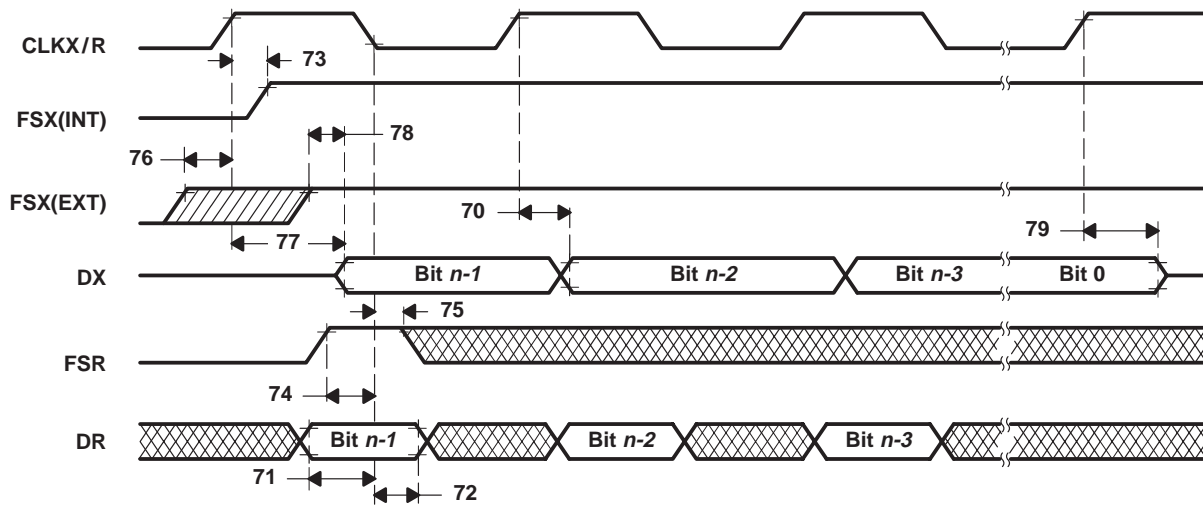 CLKX/R
73
FSX(INT)
78
76
FSX(EXT)
70
77
79
DX
Bit n-1
Bit n-2
Bit n-3
Bit 0
75
FSR
74
DR
Bit n-1
Bit n-2
Bit n-3
71
72